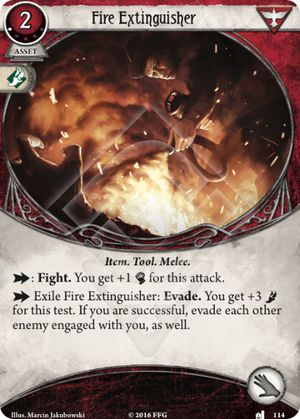 2
Fire Extinguisher
ASSET
Item. Tool. Melee.
: Fight. You get +1 for this attack.
Exile Fire Extinguisher: Evade. You get +3
for this test. If you are successful, evade each other
enemy engaged with you, as well.
Illus. Marcin Jakubowski
© 2016 FFG
114